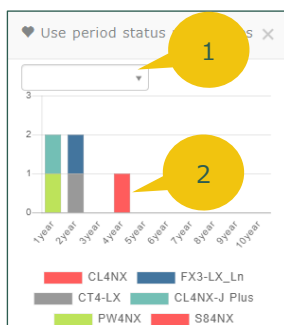 Use period status
1
3
2
2
1
0
1year
2year
3year
4year
5year
6year
7year
8year
9year
10year
CL4NX FX3-LX_Ln
CT4-LX CL4NX-J Plus
PW4NX S84NX